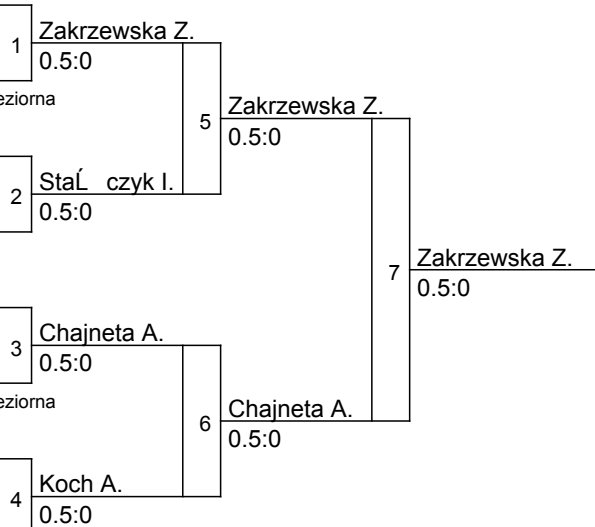 1
Zakrzewska Z.
0.5:0
eziorna
5
Zakrzewska Z.
0.5:0
2
StaĹ czyk I.
0.5:0
7
Zakrzewska Z.
0.5:0
3
Chajneta A.
0.5:0
eziorna
6
Chajneta A.
0.5:0
4
Koch A.
0.5:0